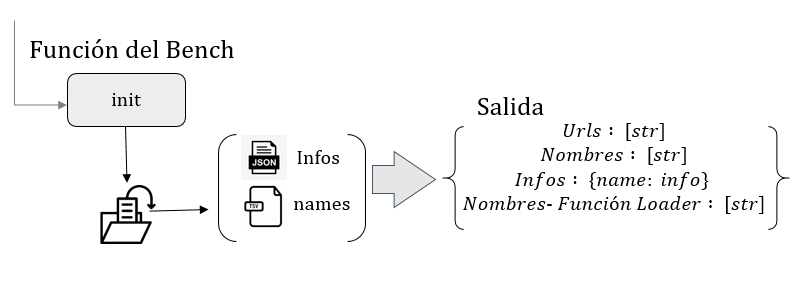 Función del Bench
init
JSON
Infos
TSV
names
Salida
Urls : [str]
Nombres : [str]
Infos : {name: info}
Nombres- Función Loader : [str]